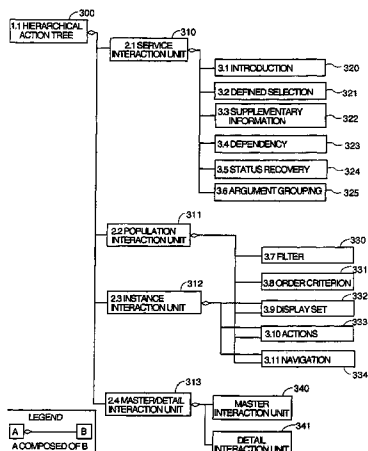 300
1.1 HIERARCHICAL
ACTION TREE
310
2.1 SERVICE
INTERACTION UNIT
3.1 INTRODUCTION
320
3.2 DEFINED SELECTION
321
3.3 SUPPLEMENTARY
INFORMATION
322
3.4 DEPENDENCY
323
3.5 STATUS RECOVERY
324
3.6 ARGUMENT GROUPING
325
311
2.2 POPULATION
INTERACTION UNIT
330
3.7 FILTER
331
3.8 ORDER CRITERION
312
2.3 INSTANCE
INTERACTION UNIT
332
3.9 DISPLAY SET
333
3.10 ACTIONS
3.11 NAVIGATION
334
313
2.4 MASTER/DETAIL
INTERACTION UNIT
340
MASTER
INTERACTION UNIT
341
DETAIL
INTERACTION UNIT
LEGEND
A B
A COMPOSED OF B